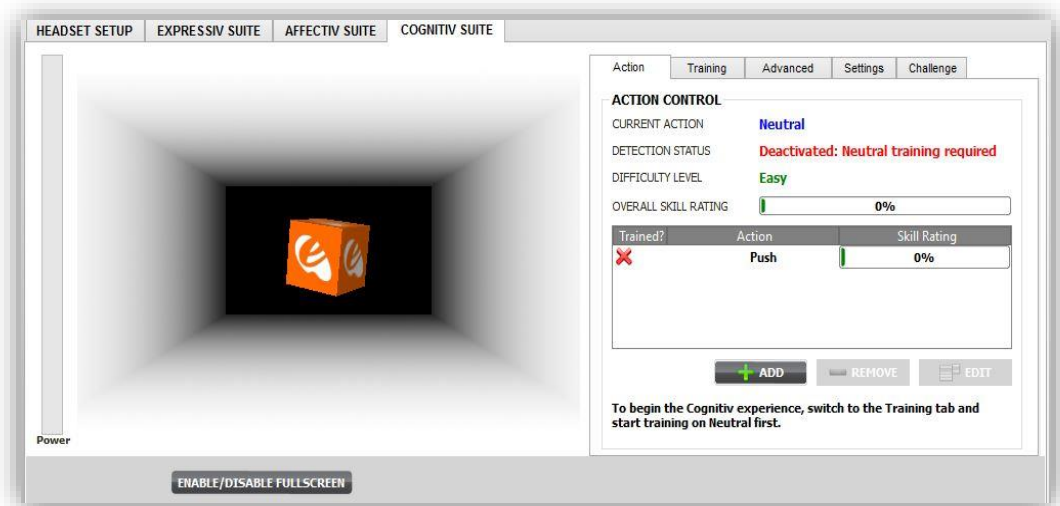 HEADSET SETUP
EXPRESSIV SUITE
AFFECTIV SUITE
COGNITIV SUITE
Power
ENABLE/DISABLE FULLSCREEN
Action
Training
Advanced
Settings
Challenge
ACTION CONTROL
CURRENT ACTION Neutral
DETECTION STATUS Deactivated: Neutral training required
DIFFICULTY LEVEL Easy
OVERALL SKILL RATING 0%
Trained? Action Skill Rating
Push 0%
ADD REMOVE EDIT
To begin the Cognitiv experience, switch to the Training tab and
start training on Neutral first.